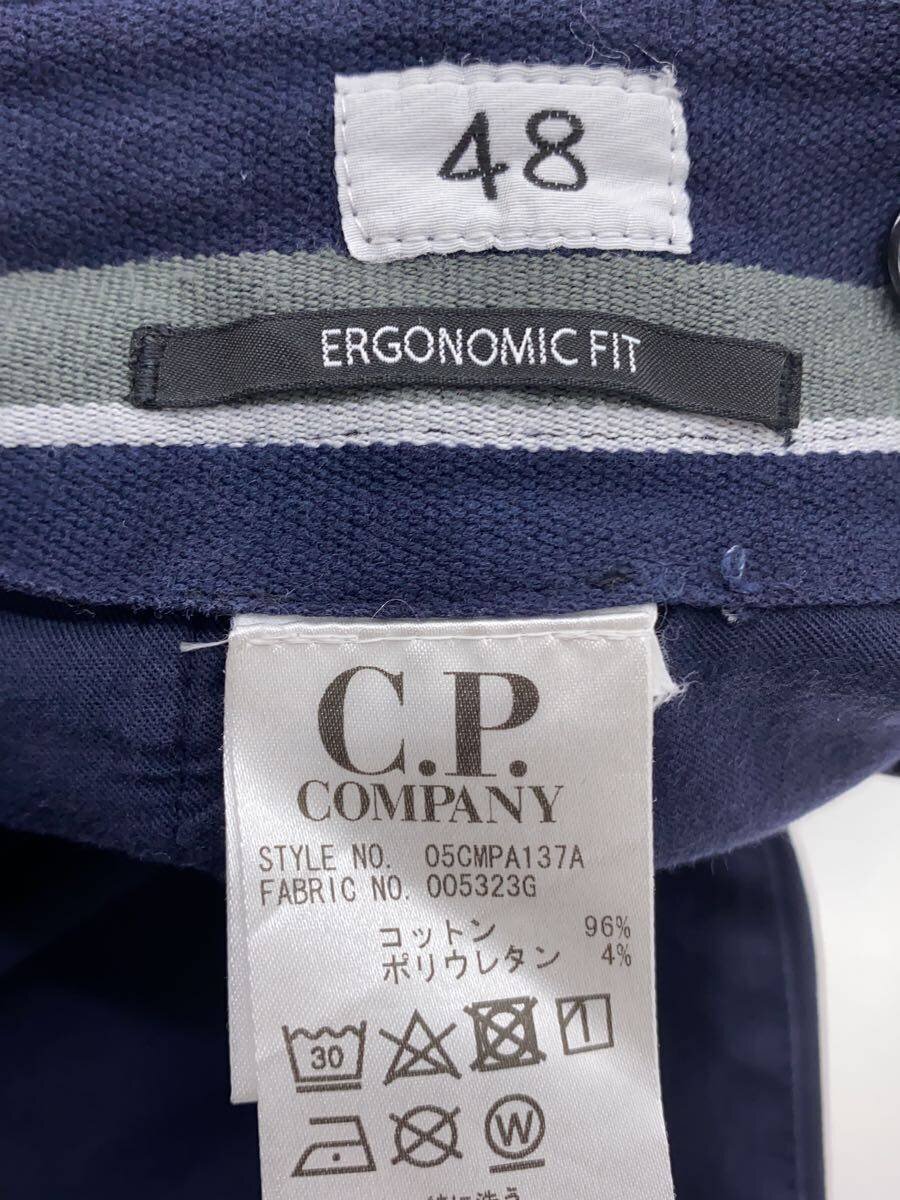 48
ERGONOMIC FIT
C.P.
COMPANY
STYLE NO. 05CMPA137A
FABRIC NO. 005323G
コットン 96%
ポリウレタン 4%
30
W